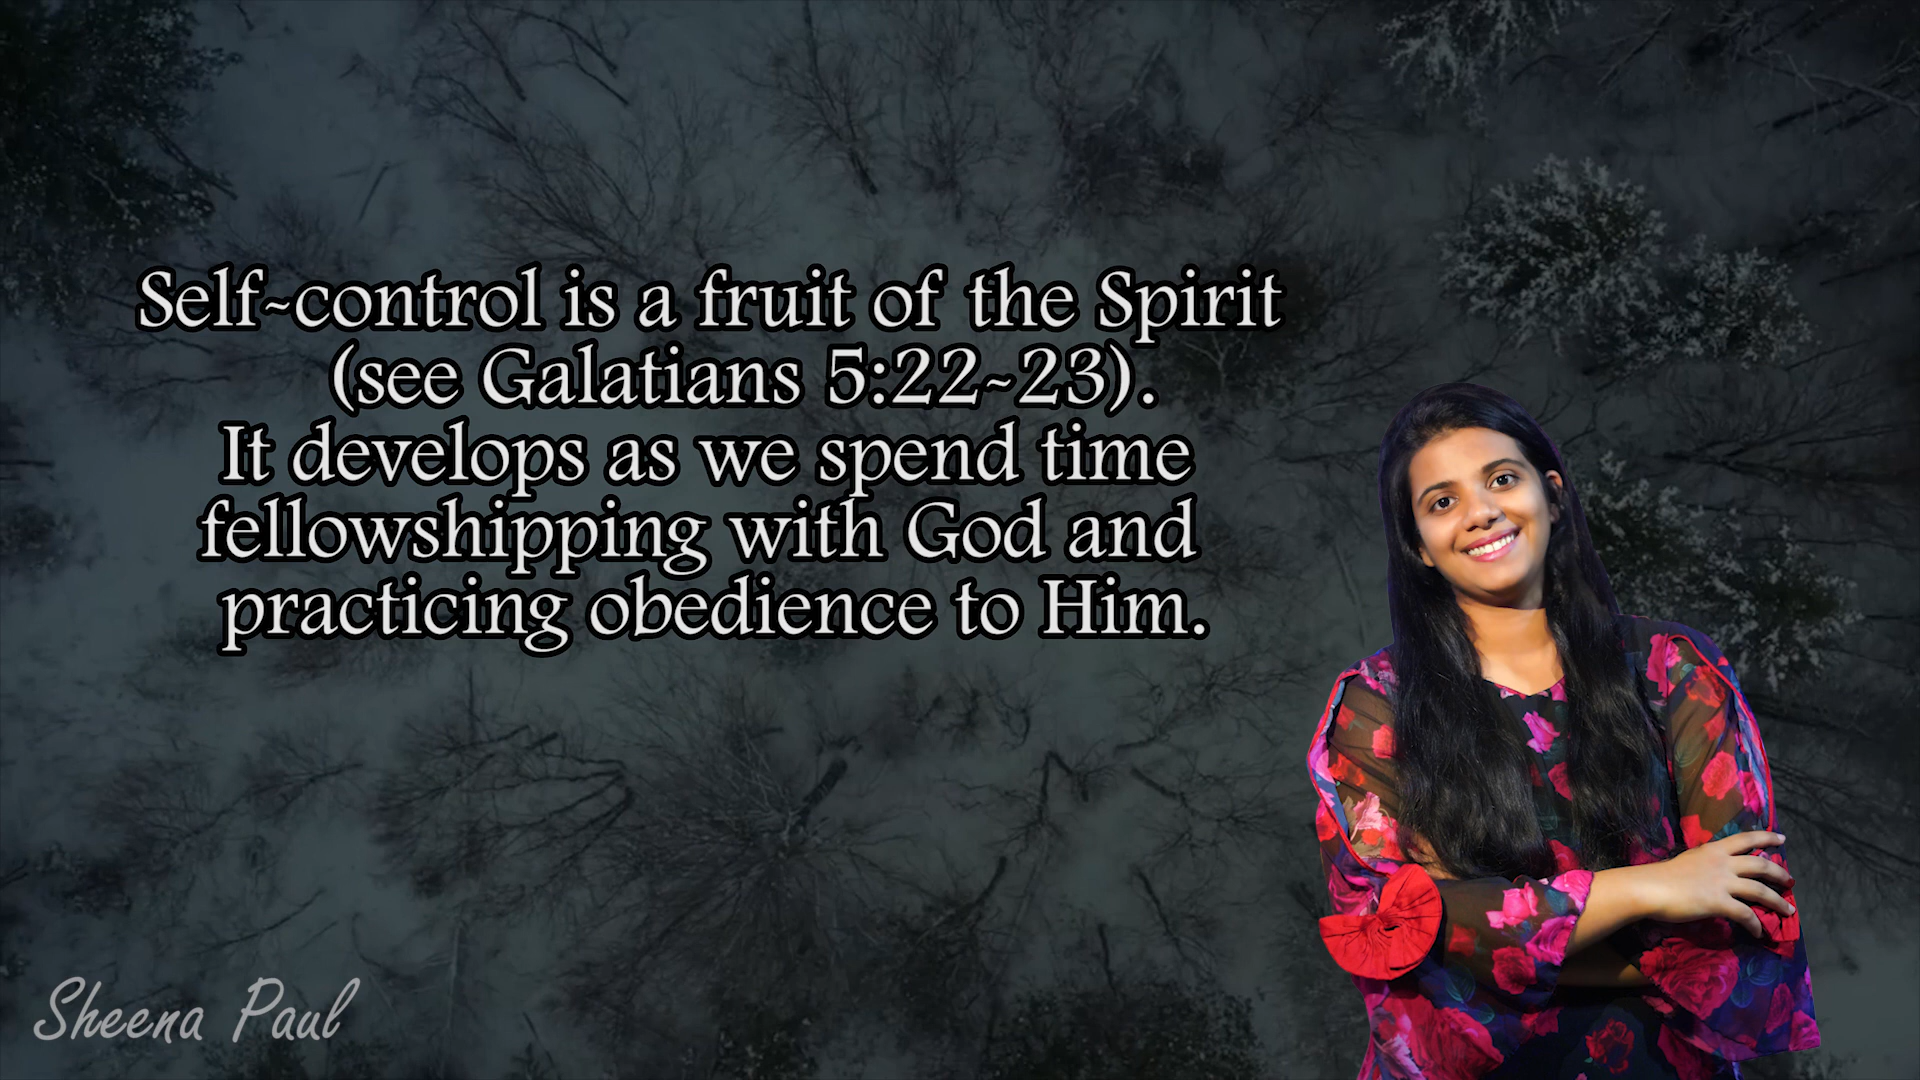 Self-control is a fruit of the Spirit
(see Galatians 5:22-23).
It develops as we spend time
fellowshipping with God and
practicing obedience to Him.
Sheena Paul